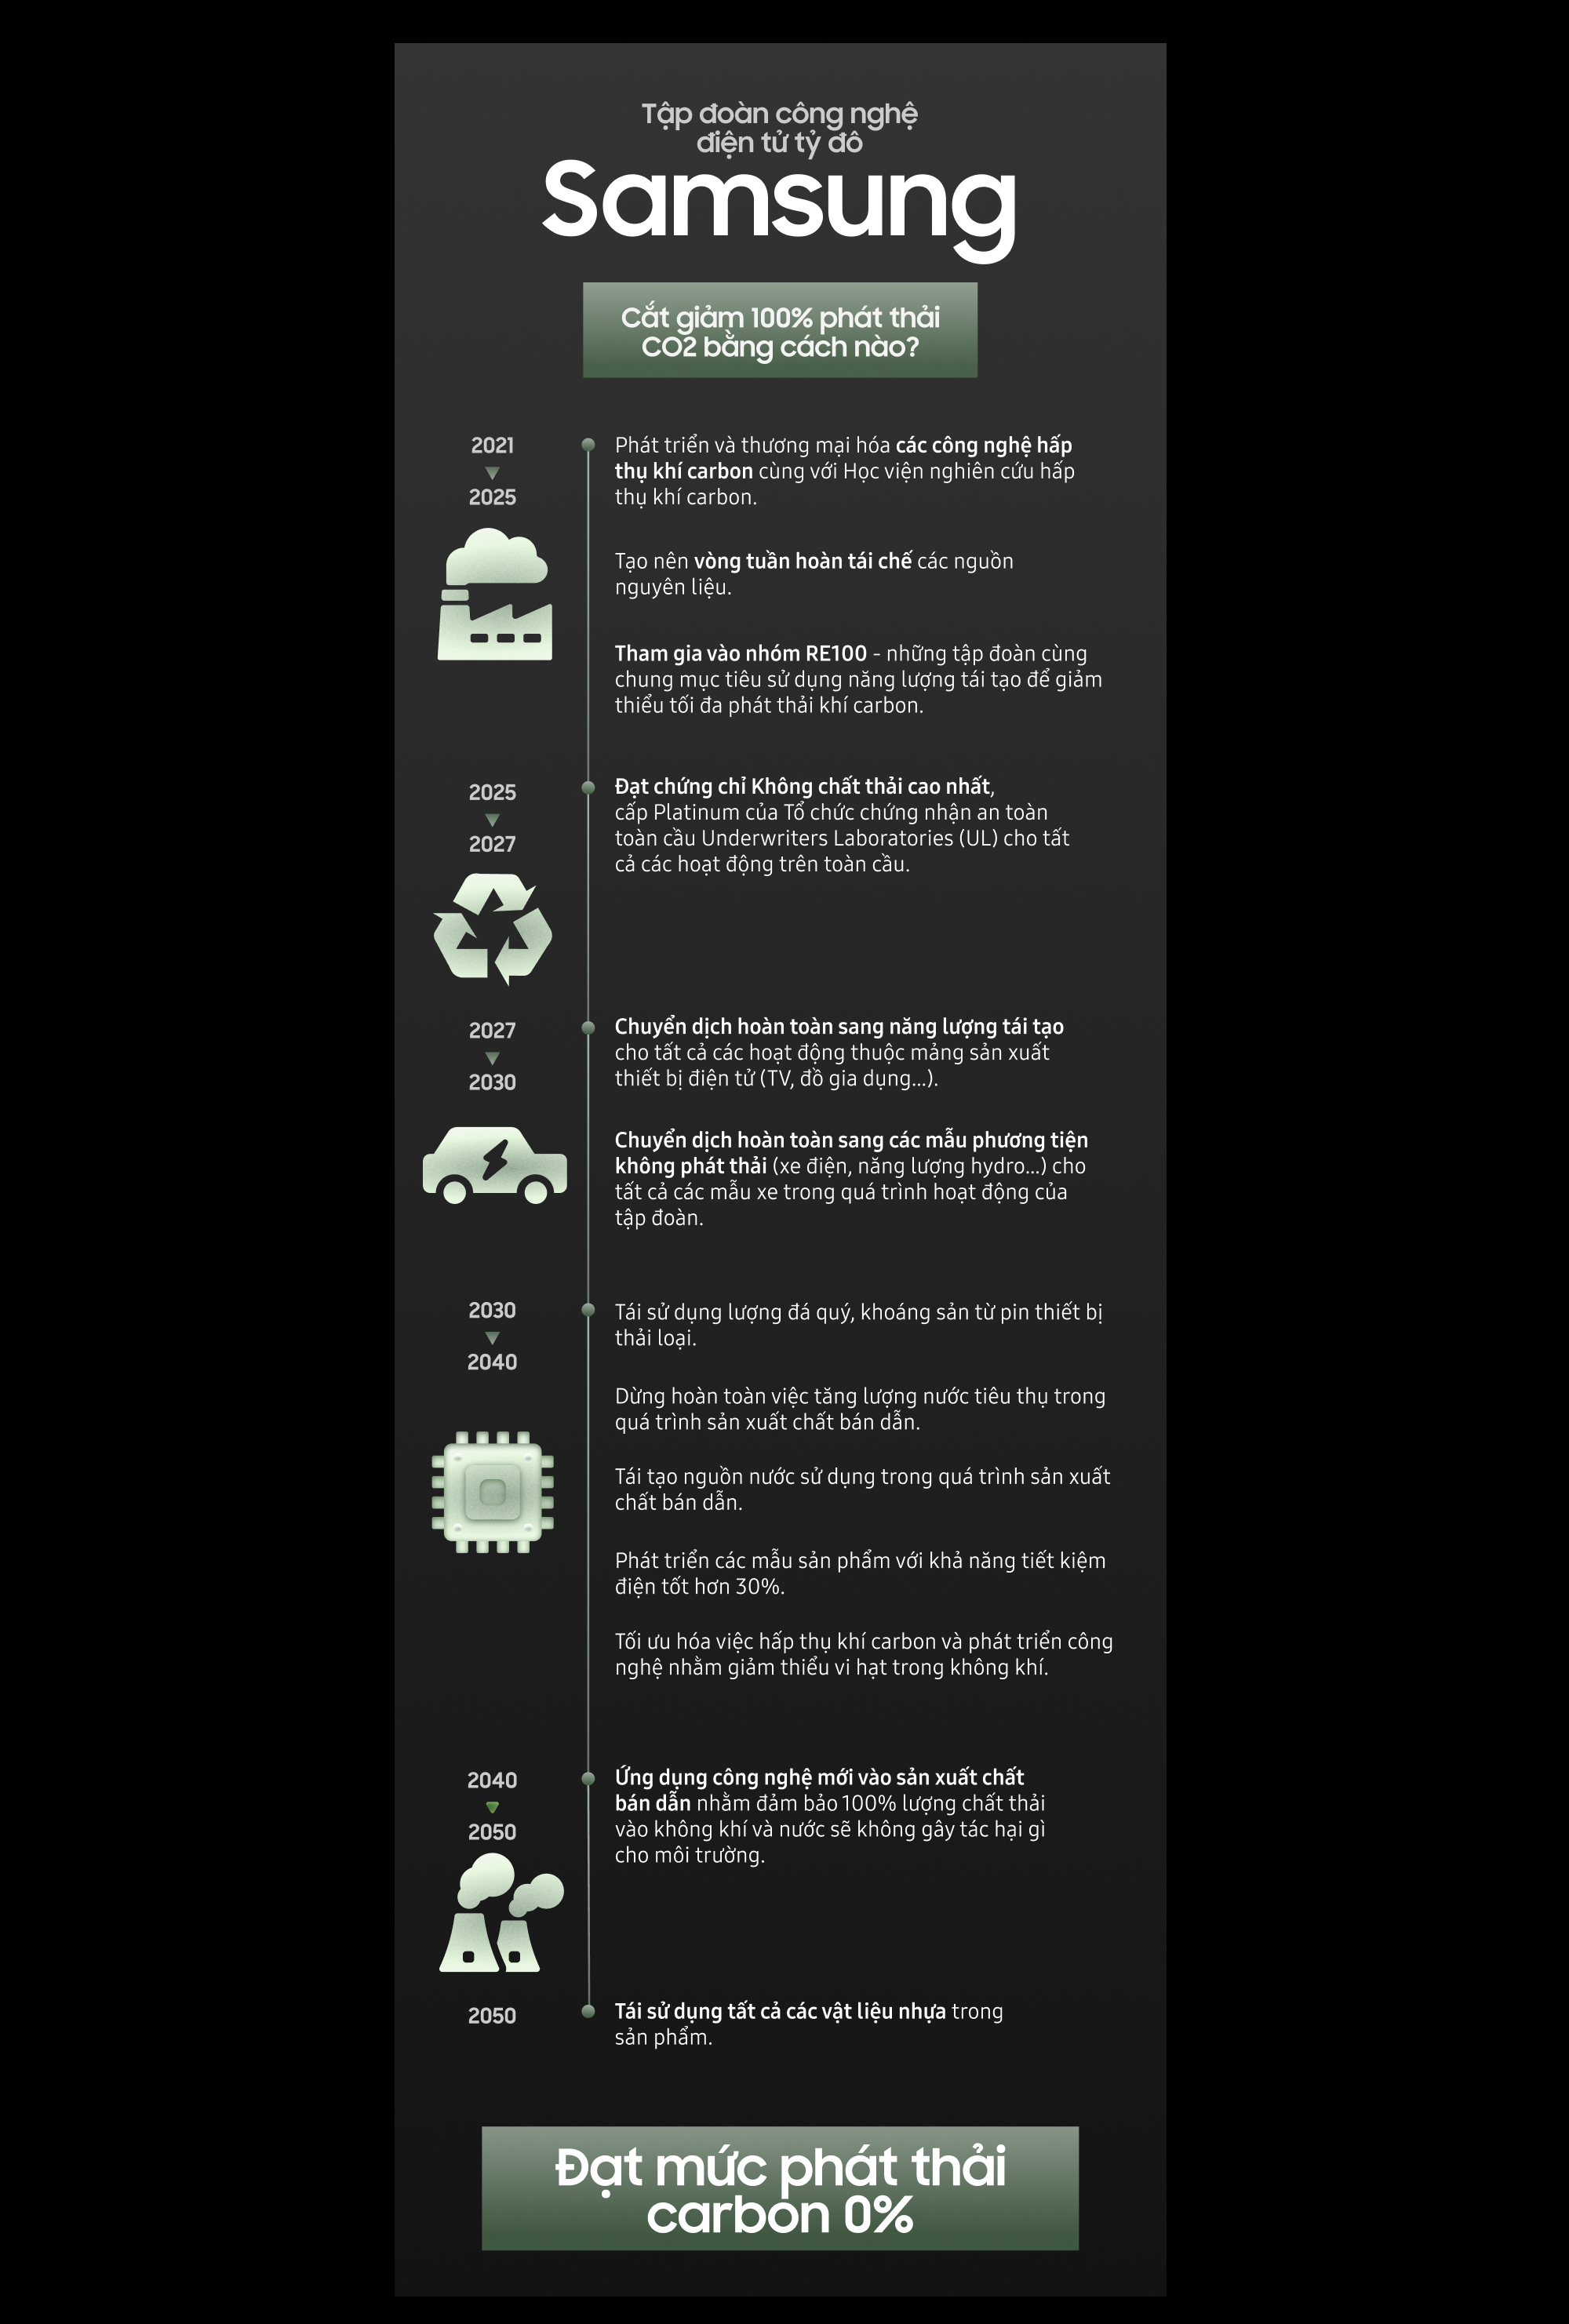 Tập đoàn công nghệ
điện tử tỷ đô
Samsung
Cắt giảm 100% phát thải
CO2 bằng cách nào?
2021
2025
Phát triển và thương mại hóa các công nghệ hấp
thụ khí carbon cùng với Học viện nghiên cứu hấp
thụ khí carbon.
Tạo nên vòng tuần hoàn tái chế các nguồn
nguyên liệu.
Tham gia vào nhóm RE100 - những tập đoàn cùng
chung mục tiêu sử dụng năng lượng tái tạo để giảm
thiểu tối đa phát thải khí carbon.
2025
2027
Đạt chứng chỉ Không chất thải cao nhất,
cấp Platinum của Tổ chức chứng nhận an toàn
toàn cầu Underwriters Laboratories (UL) cho tất
cả các hoạt động trên toàn cầu.
2027
2030
Chuyển dịch hoàn toàn sang năng lượng tái tạo
cho tất cả các hoạt động thuộc mảng sản xuất
thiết bị điện tử (TV, đồ gia dụng...).
Chuyển dịch hoàn toàn sang các mẫu phương tiện
không phát thải (xe điện, năng lượng hydro...) cho
tất cả các mẫu xe trong quá trình hoạt động của
tập đoàn.
2030
2040
Tái sử dụng lượng đá quý, khoáng sản từ pin thiết bị
thải loại.
Dừng hoàn toàn việc tăng lượng nước tiêu thụ trong
quá trình sản xuất chất bán dẫn.
Tái tạo nguồn nước sử dụng trong quá trình sản xuất
chất bán dẫn.
Phát triển các mẫu sản phẩm với khả năng tiết kiệm
điện tốt hơn 30%.
Tối ưu hóa việc hấp thụ khí carbon và phát triển công
nghệ nhằm giảm thiểu vi hạt trong không khí.
2040
2050
Ứng dụng công nghệ mới vào sản xuất chất
bán dẫn nhằm đảm bảo 100% lượng chất thải
vào không khí và nước sẽ không gây tác hại gì
cho môi trường.
2050
Tái sử dụng tất cả các vật liệu nhựa trong
sản phẩm.
Đạt mức phát thải
carbon 0%